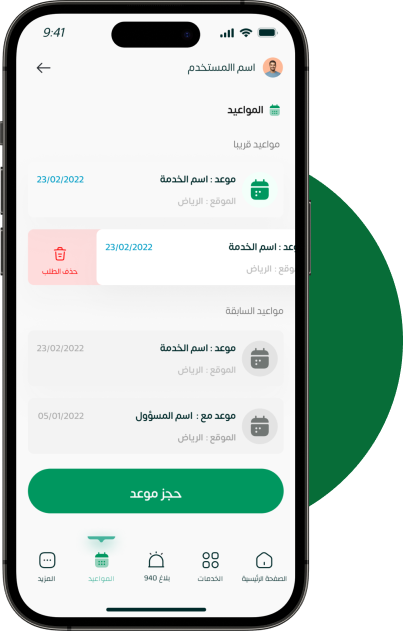 9:41
اسم االمستخدم
المواعيد
مواعيد قريبا
موعد : اسم الخدمة
23/02/2022
الموقع : الرياض
عد : اسم الخدمة
23/02/2022
وقع : الرياض
حذف الطلب
مواعيد السابقة
موعد : اسم الخدمة
23/02/2022
الموقع : الرياض
موعد مع : اسم المسؤول
05/01/2022
الموقع : الرياض
حجز موعد
الصفحة الرئيسية
الخدمات
بلاغ 940
المواعيد
المزيد